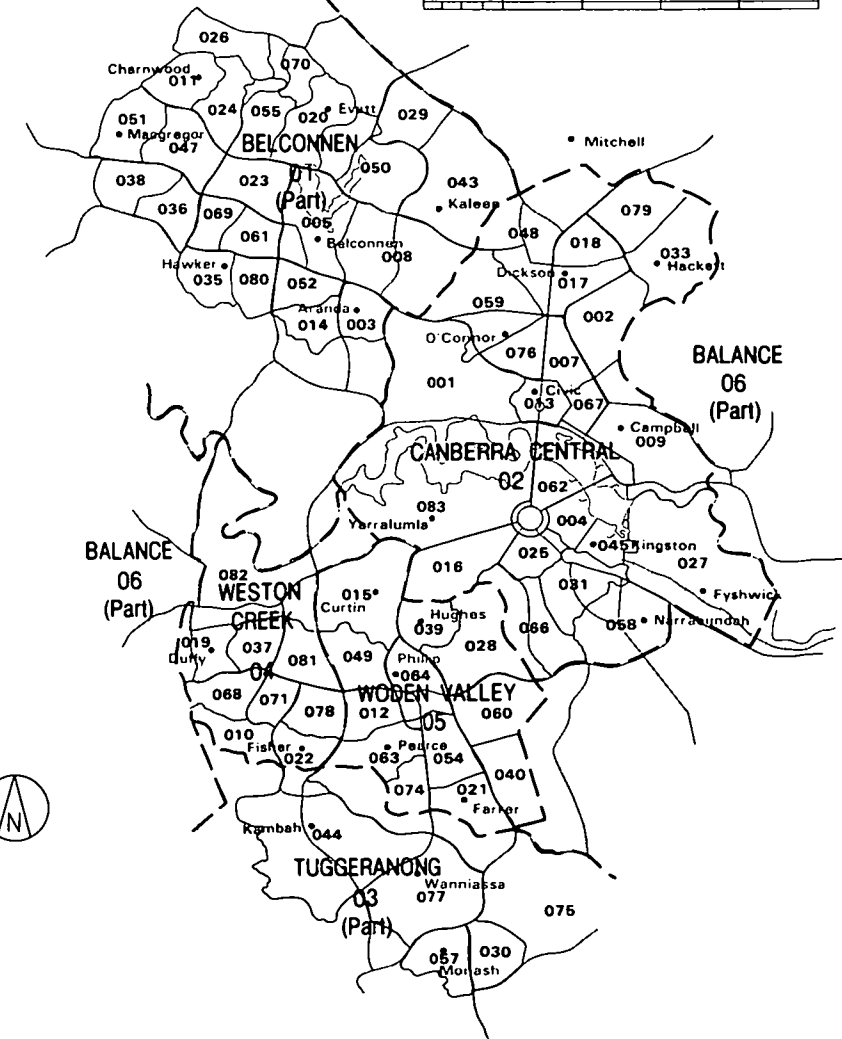 026
070
Charnwood
011
024
055
020
Evatt
029
051
Macgregor
047
BELCONNEN
01
(Part)
Mitchell
050
038
023
043
Kaleen
036
069
005
079
061
Belconnen
048
018
033
Hackett
008
Hawker
035
080
052
Dickson
017
Aranda
014
003
059
002
O'Connor
076
007
BALANCE
06
(Part)
001
Civic
013
067
Campbell
009
CANBERRA CENTRAL
02
062
083
Yarralumla
004
BALANCE
06
(Part)
045
Kingston
025
027
016
082
WESTON
CREEK
04
015
Curtin
031
Fyshwick
Hughes
039
066
058
Narrabundah
019
Duffy
037
028
081
049
Phillip
064
068
071
WODEN VALLEY
05
078
012
060
010
Fisher
022
Pearce
063
054
040
074
021
Farrer
N
Kambah
044
TUGGERANONG
03
(Part)
Wanniassa
077
075
057
Monash
030